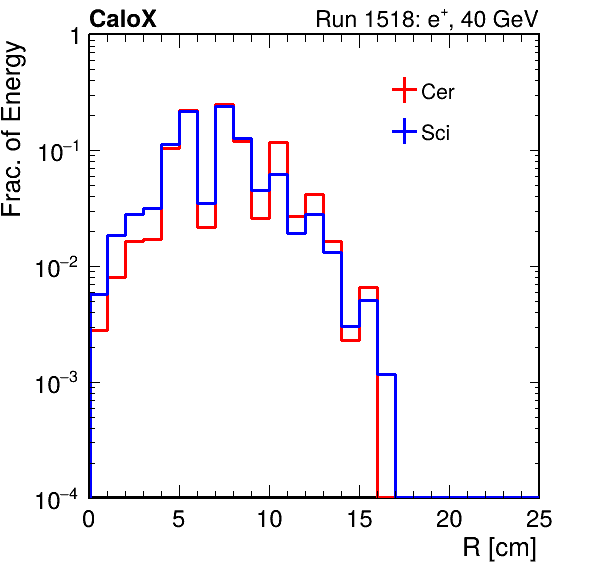 CaloX Run 1518: e⁺, 40 GeV
Frac. of Energy
1
10⁻¹
10⁻²
10⁻³
10⁻⁴
Cer
Sci
0 5 10 15 20 25
R [cm]